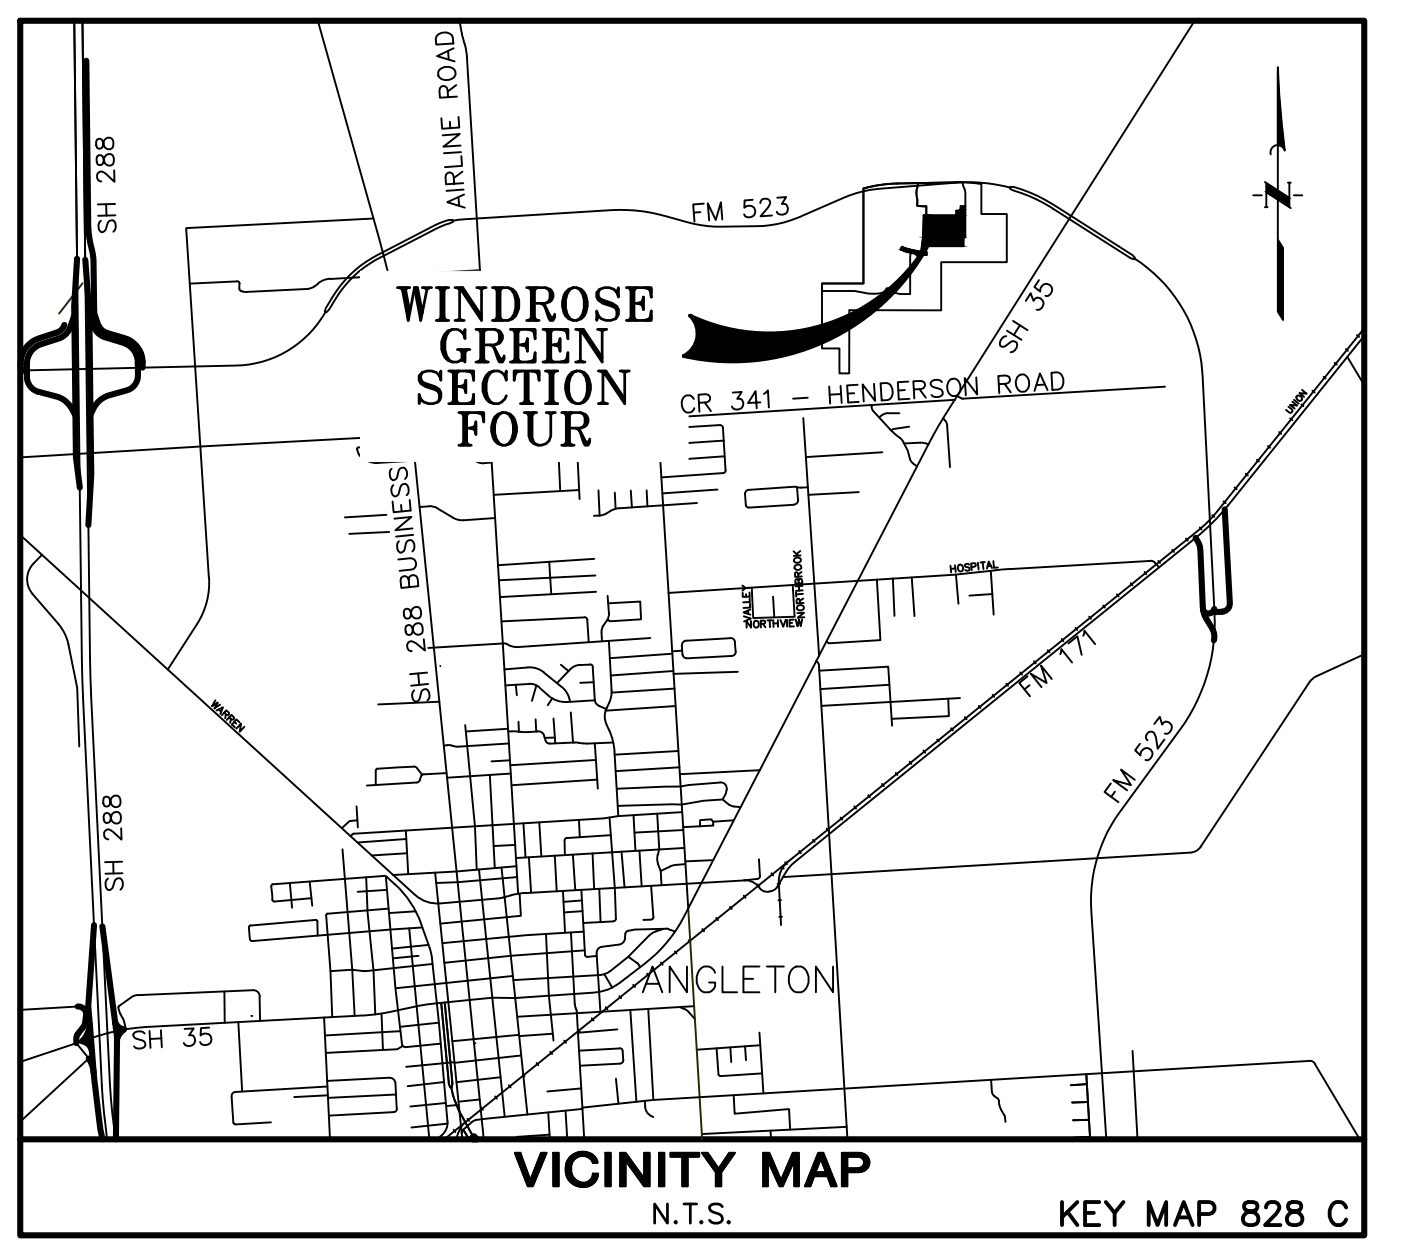 AIRLINE ROAD
SH 288
FM 523
N
WINDROSE
GREEN
SECTION
FOUR
SH 35
CR 341 - HENDERSON ROAD
UNION
SH 288 BUSINESS
HOSPITAL
VALLEY
NORTHBROOK
NORTHVIEW
FM 171
WARREN
FM 523
SH 288
ANGLETON
SH 35
VICINITY MAP
N.T.S.
KEY MAP 828 C